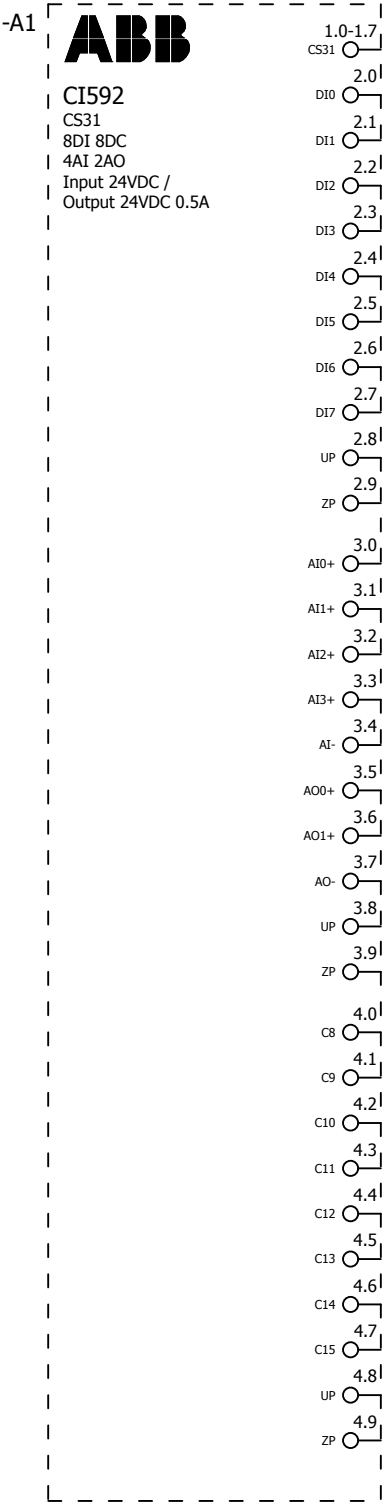 -A1
ABB
CI592
CS31
8DI 8DC
4AI 2AO
Input 24VDC /
Output 24VDC 0.5A
1.0-1.7
CS31
2.0
DI0
2.1
DI1
2.2
DI2
2.3
DI3
2.4
DI4
2.5
DI5
2.6
DI6
2.7
DI7
2.8
UP
2.9
ZP
3.0
AI0+
3.1
AI1+
3.2
AI2+
3.3
AI3+
3.4
AI-
3.5
AO0+
3.6
AO1+
3.7
AO-
3.8
UP
3.9
ZP
4.0
C8
4.1
C9
4.2
C10
4.3
C11
4.4
C12
4.5
C13
4.6
C14
4.7
C15
4.8
UP
4.9
ZP